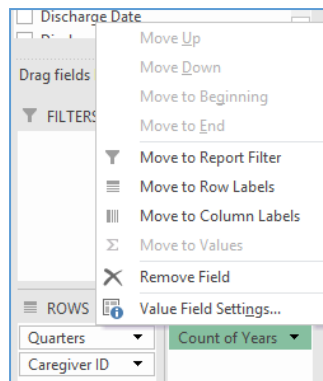 Discharge Date
Drag fields
FILTERS
Move Up
Move Down
Move to Beginning
Move to End
Move to Report Filter
Move to Row Labels
Move to Column Labels
Move to Values
Remove Field
Value Field Settings...
ROWS
Quarters
Count of Years
Caregiver ID